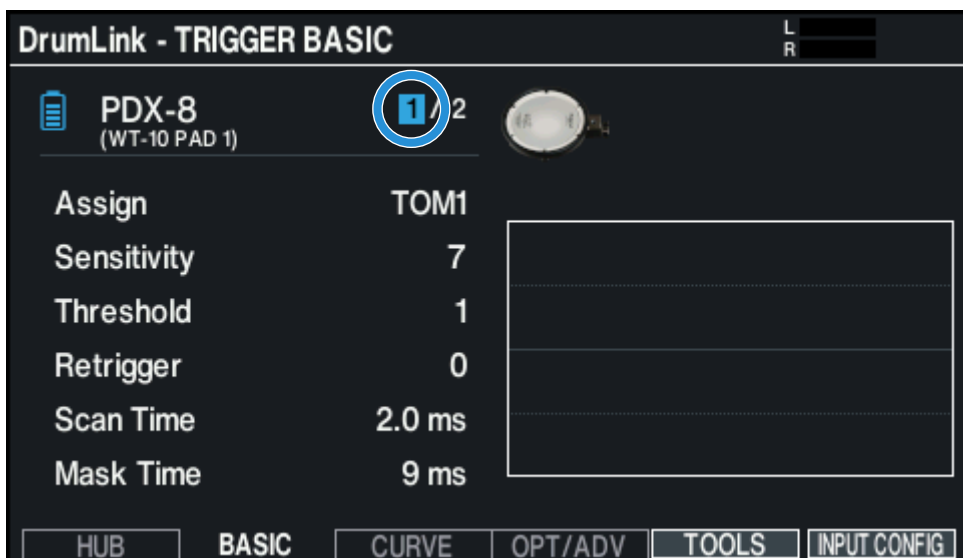 DrumLink - TRIGGER BASIC
L
R
PDX-8 1 / 2
(WT-10 PAD 1)
Assign TOM1
Sensitivity 7
Threshold 1
Retrigger 0
Scan Time 2.0 ms
Mask Time 9 ms
HUB BASIC CURVE OPT/ADV TOOLS INPUT CONFIG